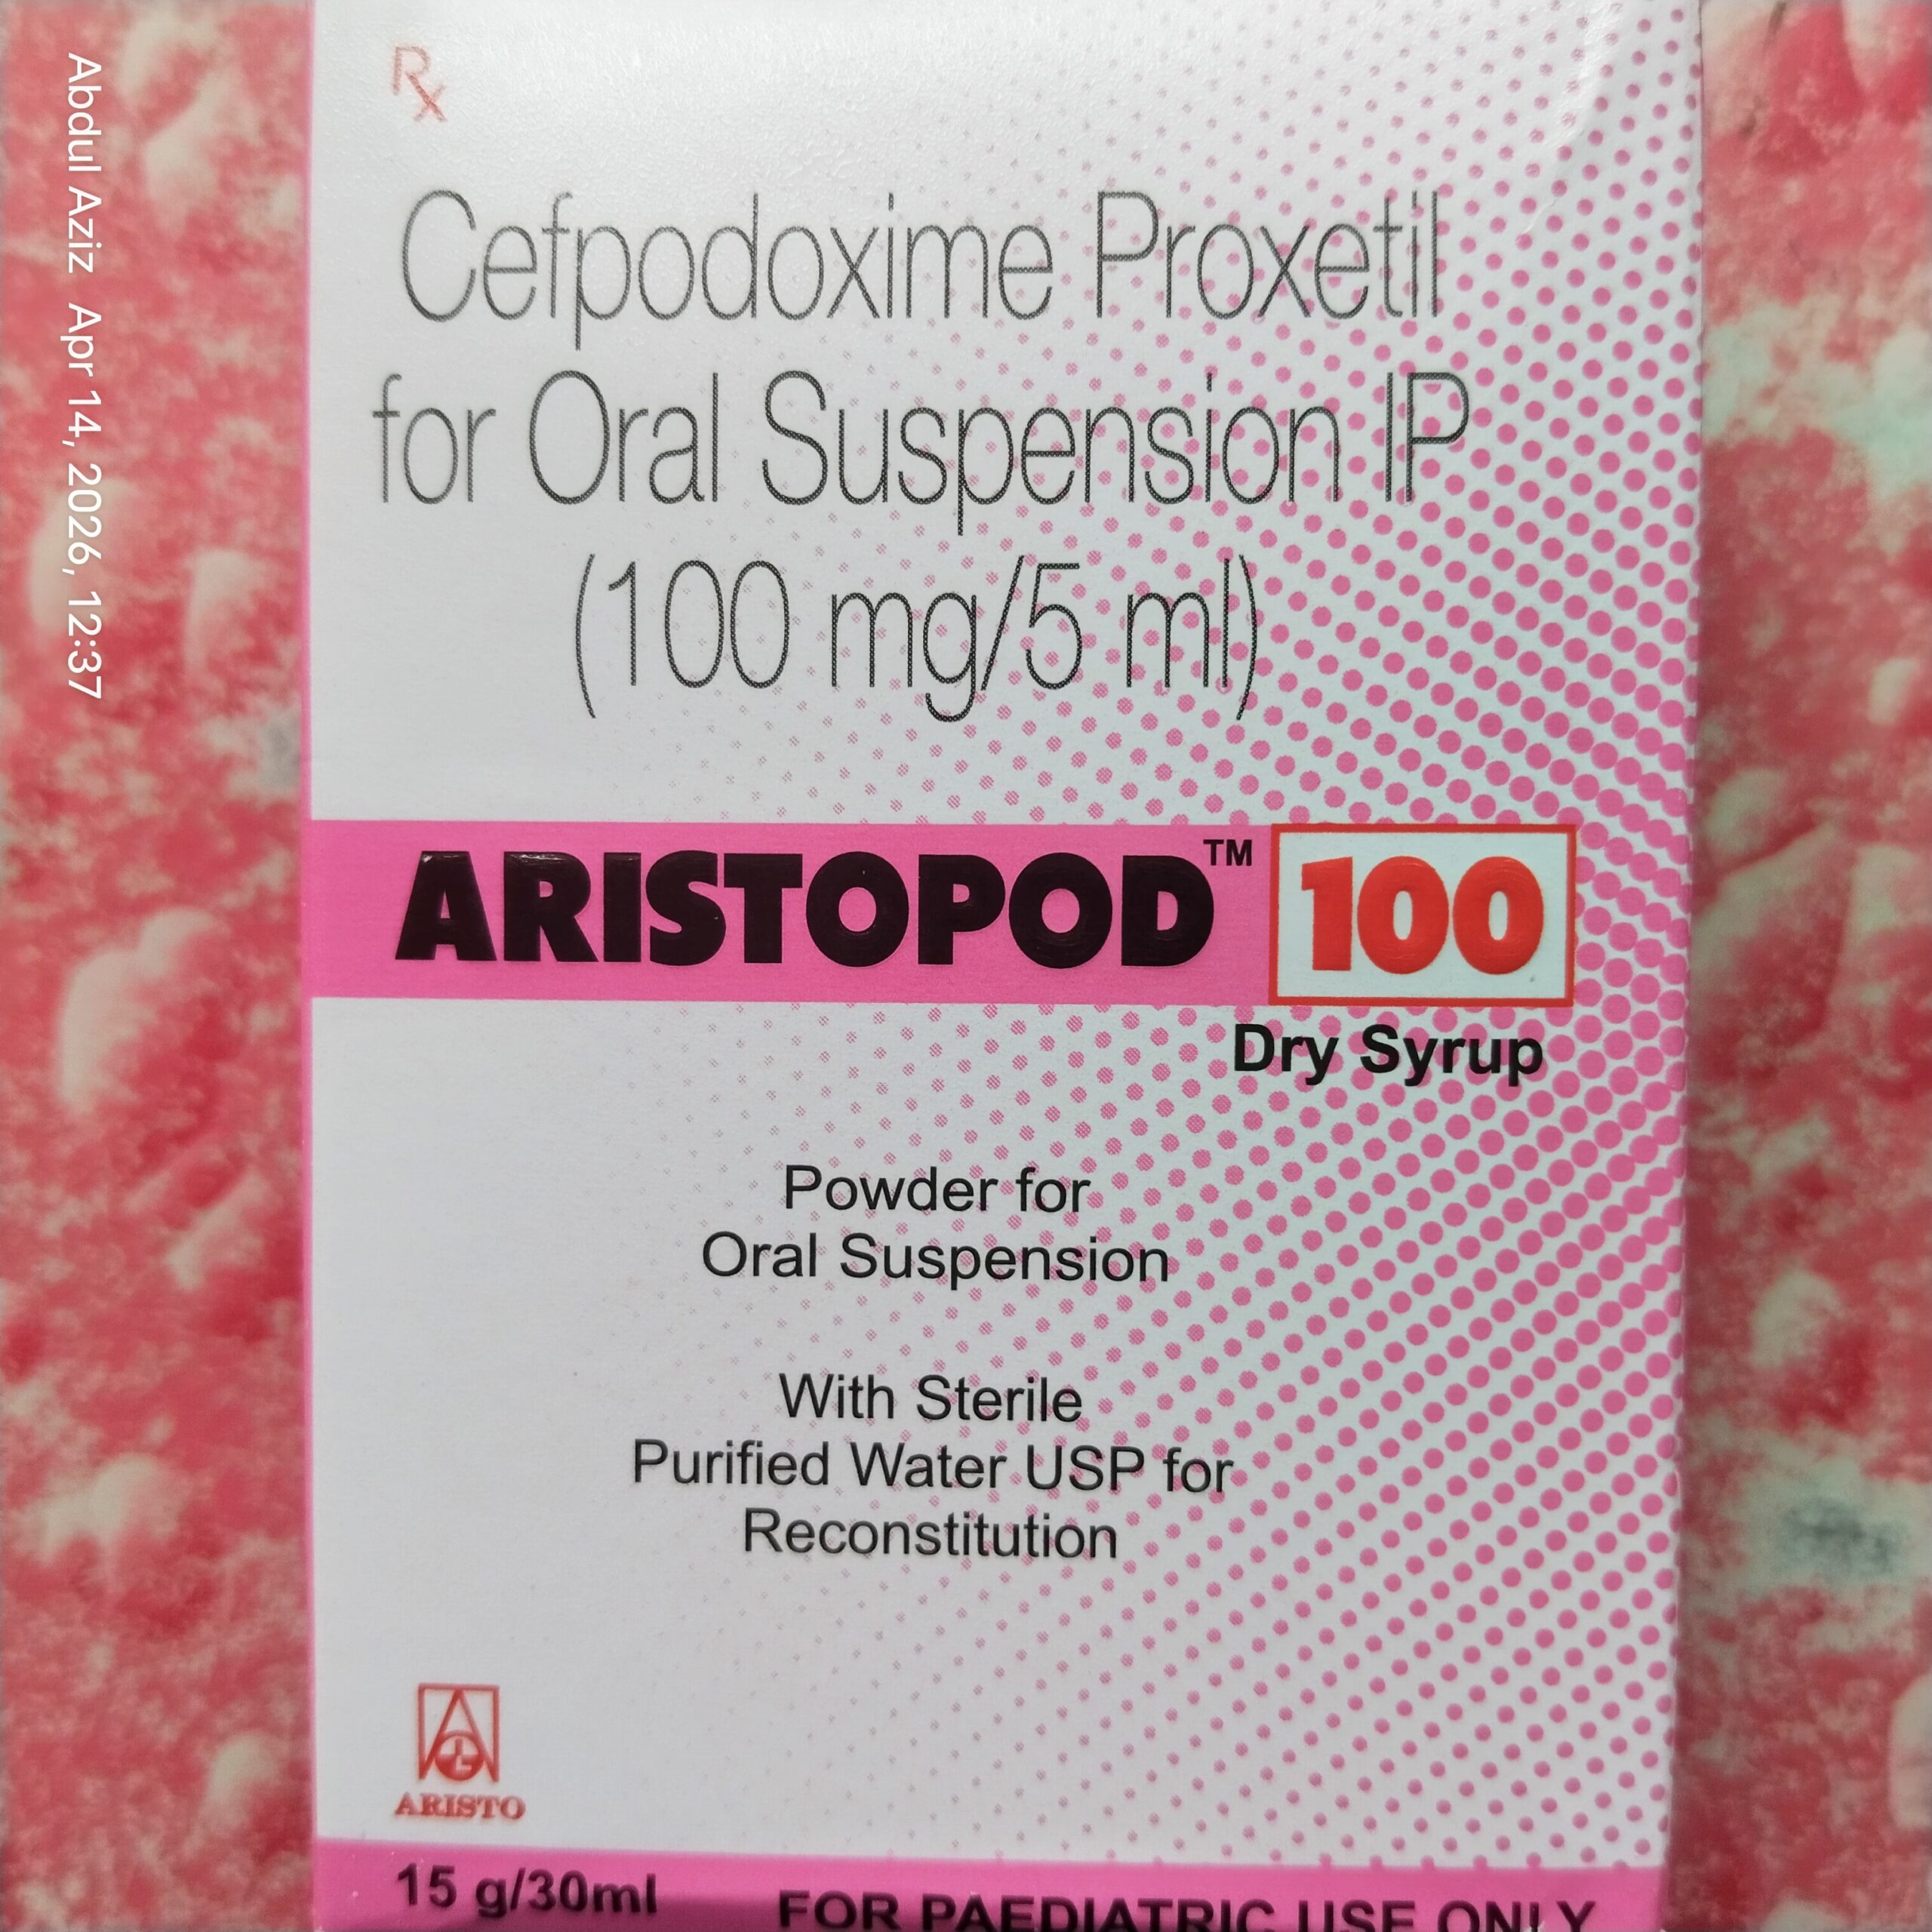 Abdul Aziz Apr 14, 2026, 12:37
Rx
Cefpodoxime Proxetil
for Oral Suspension IP
(100 mg/5 ml)
ARISTOPOD™ 100
Dry Syrup
Powder for
Oral Suspension
With Sterile
Purified Water USP for
Reconstitution
ARISTO
15 g/30ml
FOR PAEDIATRIC USE ONLY